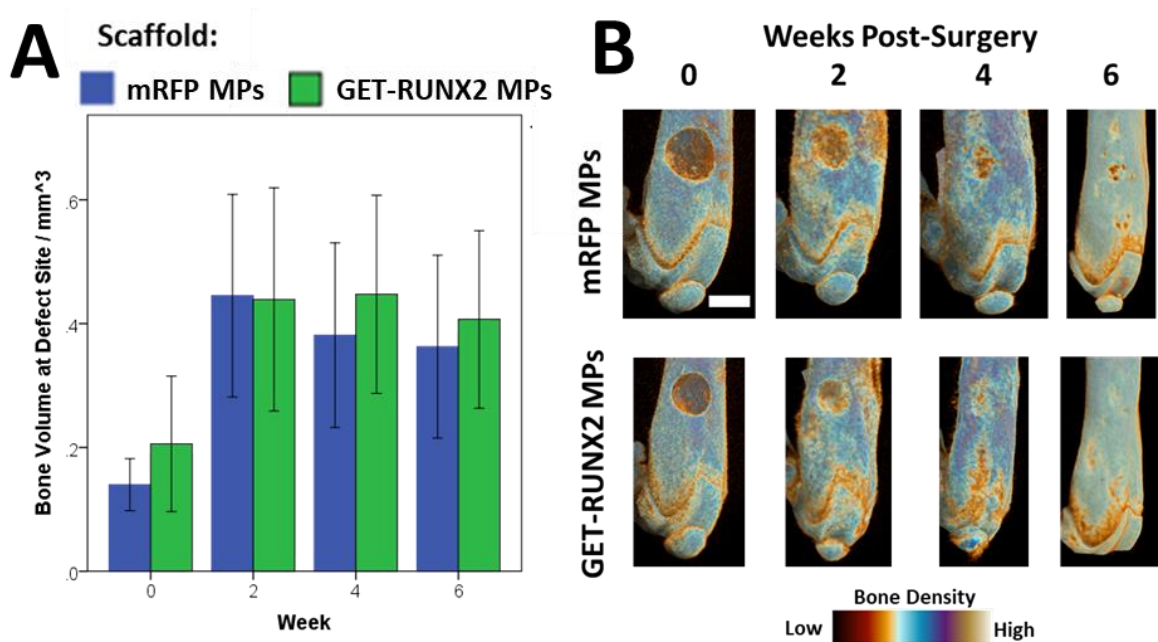 A
Scaffold:
mRFP MPs
GET-RUNX2 MPs
Bone Volume at Defect Site / mm^3
.6
.4
.2
.0
0 2 4 6
Week
B
Weeks Post-Surgery
0 2 4 6
mRFP MPs
GET-RUNX2 MPs
Bone Density
Low High